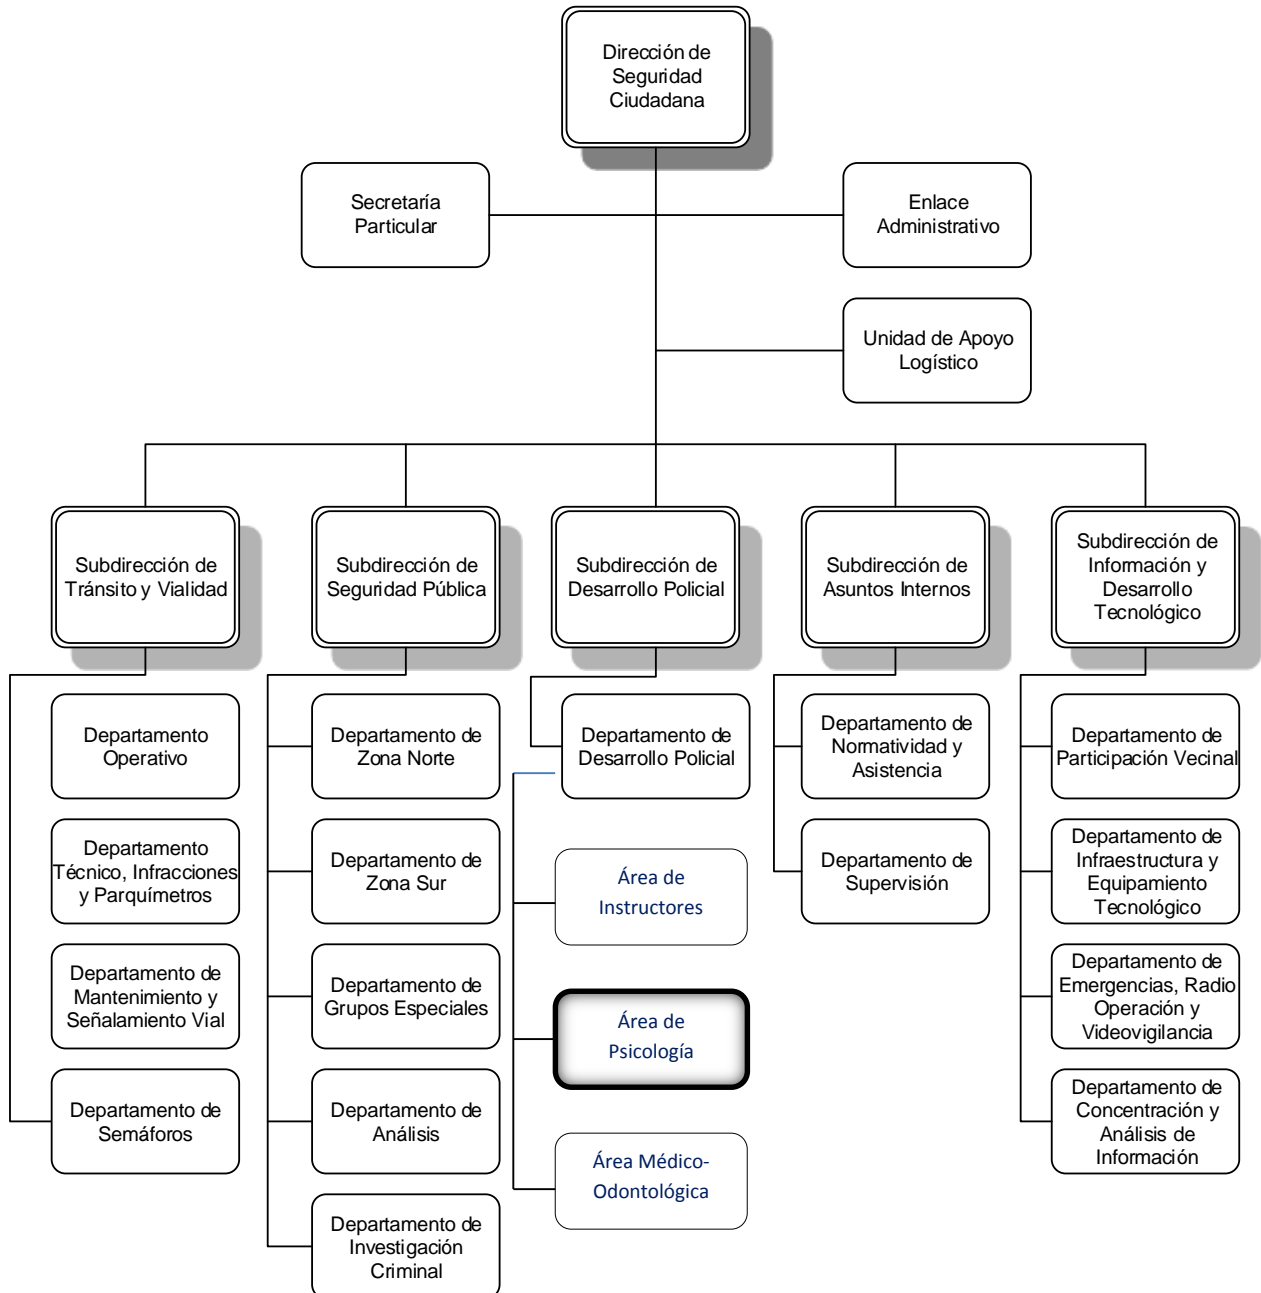 Dirección de
Seguridad
Ciudadana
Secretaría
Particular
Enlace
Administrativo
Unidad de Apoyo
Logístico
Subdirección de
Tránsito y Vialidad
Subdirección de
Seguridad Pública
Subdirección de
Desarrollo Policial
Subdirección de
Asuntos Internos
Subdirección de
Información y
Desarrollo
Tecnológico
Departamento
Operativo
Departamento
Técnico, Infracciones
y Parquímetros
Departamento de
Mantenimiento y
Señalamiento Vial
Departamento de
Semáforos
Departamento de
Zona Norte
Departamento de
Zona Sur
Departamento de
Grupos Especiales
Departamento de
Análisis
Departamento de
Investigación
Criminal
Departamento de
Desarrollo Policial
Área de
Instructores
Área de
Psicología
Área Médico-
Odontológica
Departamento de
Normatividad y
Asistencia
Departamento de
Supervisión
Departamento de
Participación Vecinal
Departamento de
Infraestructura y
Equipamiento
Tecnológico
Departamento de
Emergencias, Radio
Operación y
Videovigilancia
Departamento de
Concentración y
Análisis de
Información